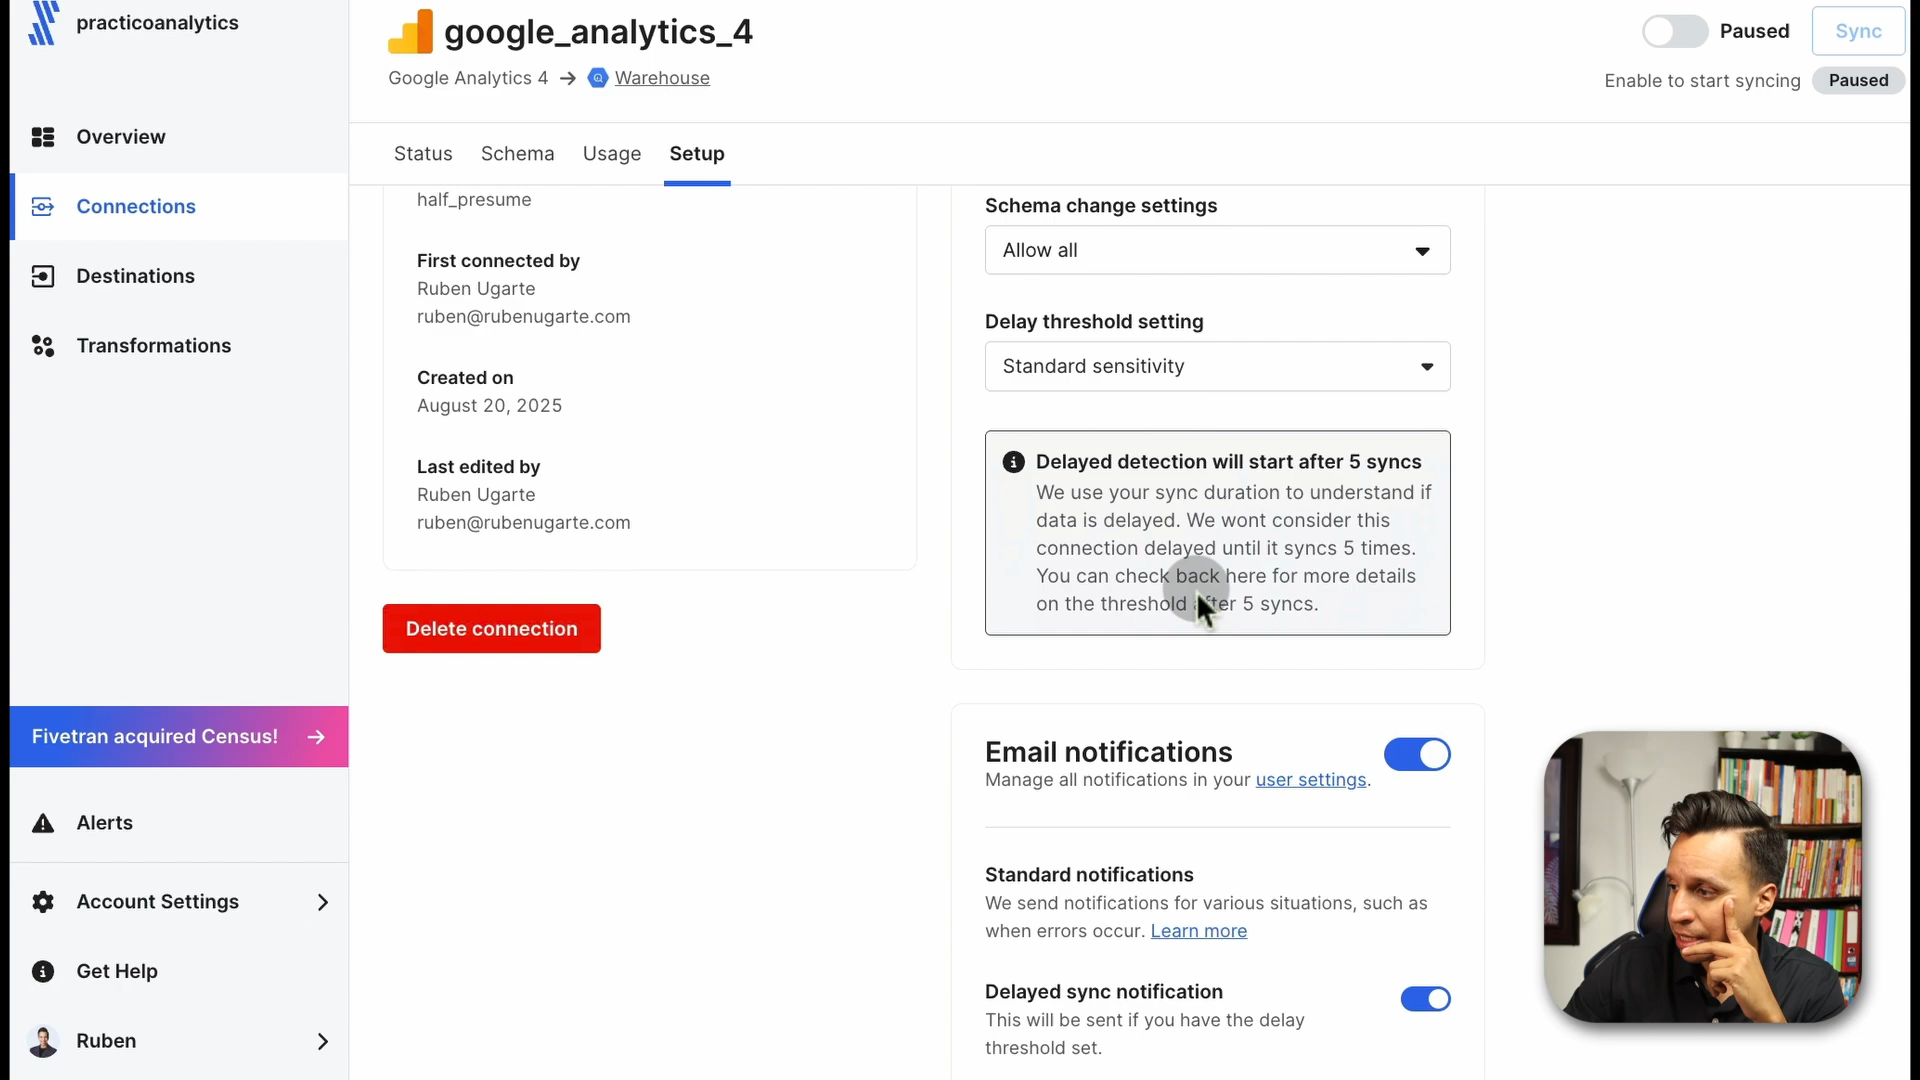 practicoanalytics
Overview
Connections
Destinations
Transformations
Fivetran acquired Census!
Alerts
Account Settings
Get Help
Ruben
google_analytics_4
Google Analytics 4 → Warehouse
Paused
Sync
Enable to start syncing
Paused
Status Schema Usage Setup
half_presume
First connected by
Ruben Ugarte
ruben@rubenugarte.com
Created on
August 20, 2025
Last edited by
Ruben Ugarte
ruben@rubenugarte.com
Delete connection
Schema change settings
Allow all
Delay threshold setting
Standard sensitivity
Delayed detection will start after 5 syncs
We use your sync duration to understand if
data is delayed. We wont consider this
connection delayed until it syncs 5 times.
You can check back here for more details
on the threshold after 5 syncs.
Email notifications
Manage all notifications in your user settings.
Standard notifications
We send notifications for various situations, such as
when errors occur. Learn more
Delayed sync notification
This will be sent if you have the delay
threshold set.